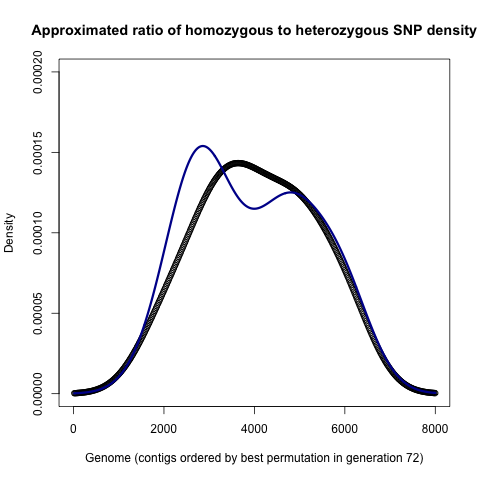 Approximated ratio of homozygous to heterozygous SNP density
0.00020
0.00015
0.00010
0.00005
0.00000
Density
0 2000 4000 6000 8000
Genome (contigs ordered by best permutation in generation 72)